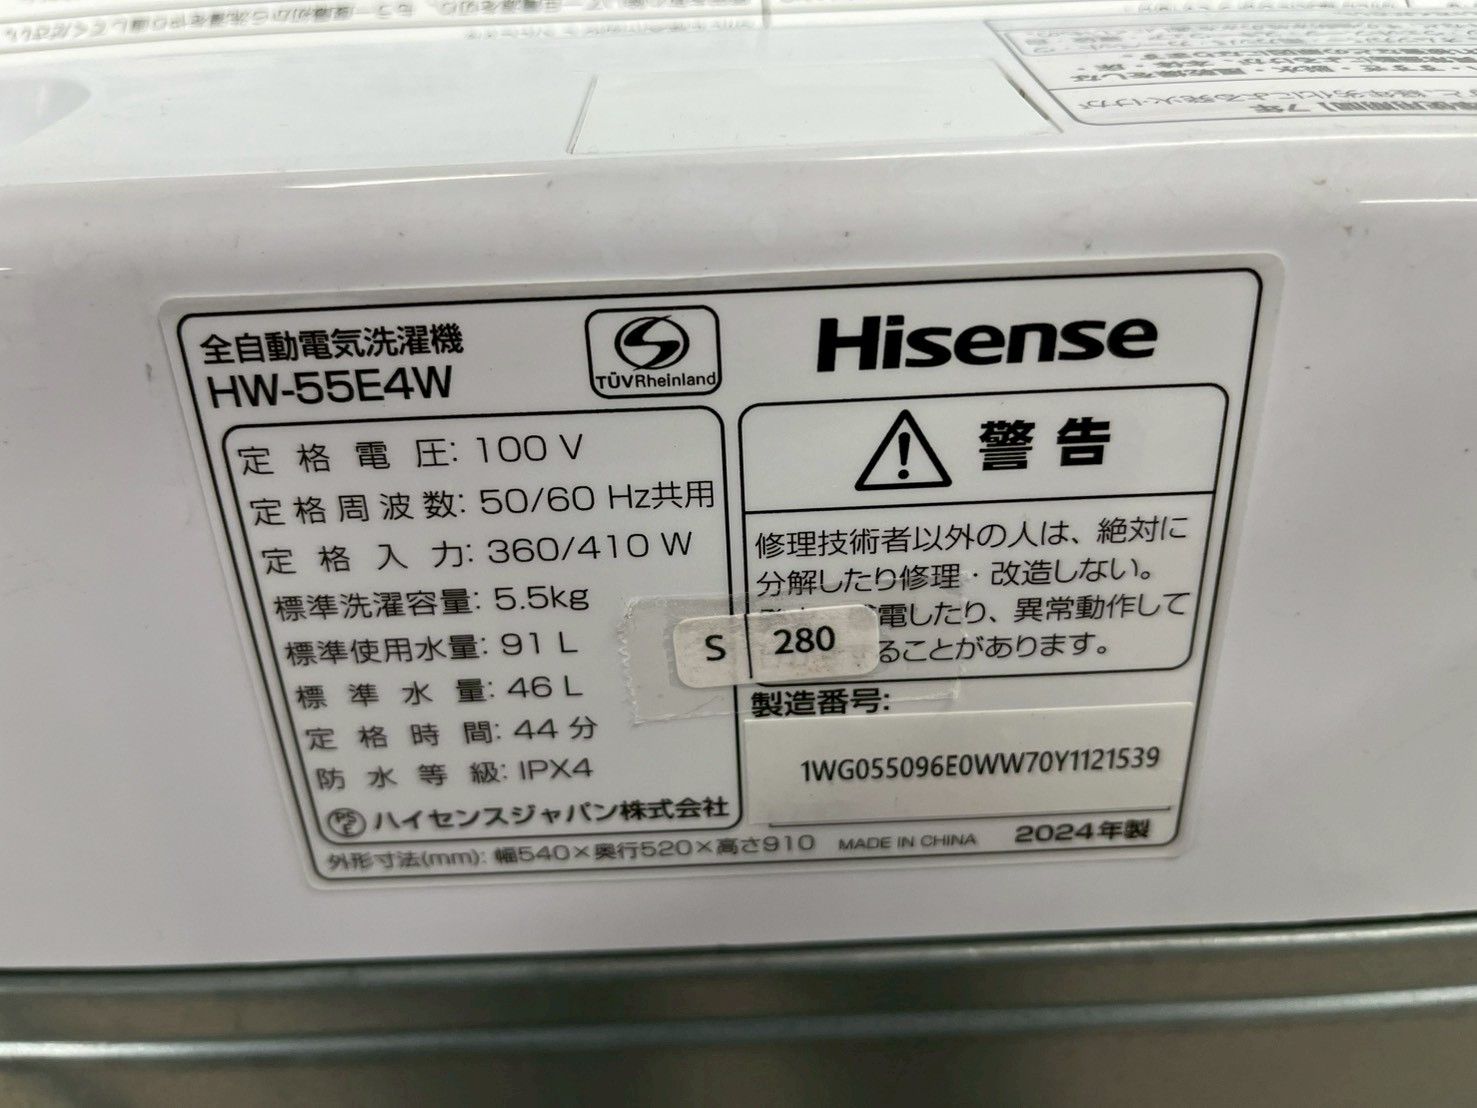 全自動電気洗濯機
HW-55E4W
TÜVRheinland
Hisense
定格電圧: 100 V
定格周波数: 50/60 Hz共用
定格入力: 360/410 W
標準洗濯容量: 5.5kg
標準使用水量: 91 L
標準水量: 46 L
定格時間: 44 分
防水等級: IPX4
PSE ハイセンスジャパン株式会社
警告
修理技術者以外の人は、絶対に
分解したり修理・改造しない。
電したり、異常動作して
ることがあります。
S 280
製造番号:
1WG055096E0WW70Y1121539
外形寸法(mm): 幅540×奥行520×高さ910 MADE IN CHINA 2024年製